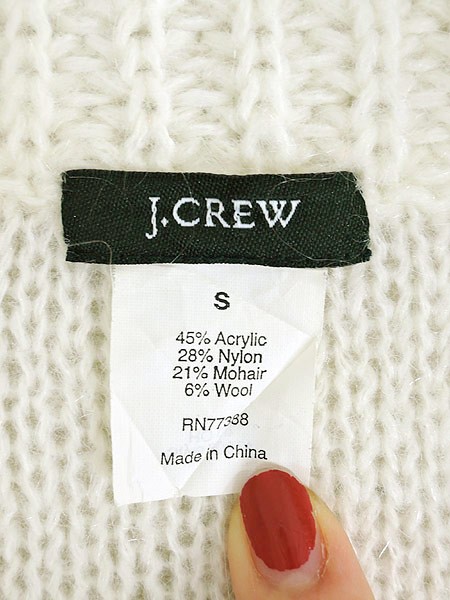 J.CREW
S
45% Acrylic
28% Nylon
21% Mohair
6% Wool
RN77388
Made in China